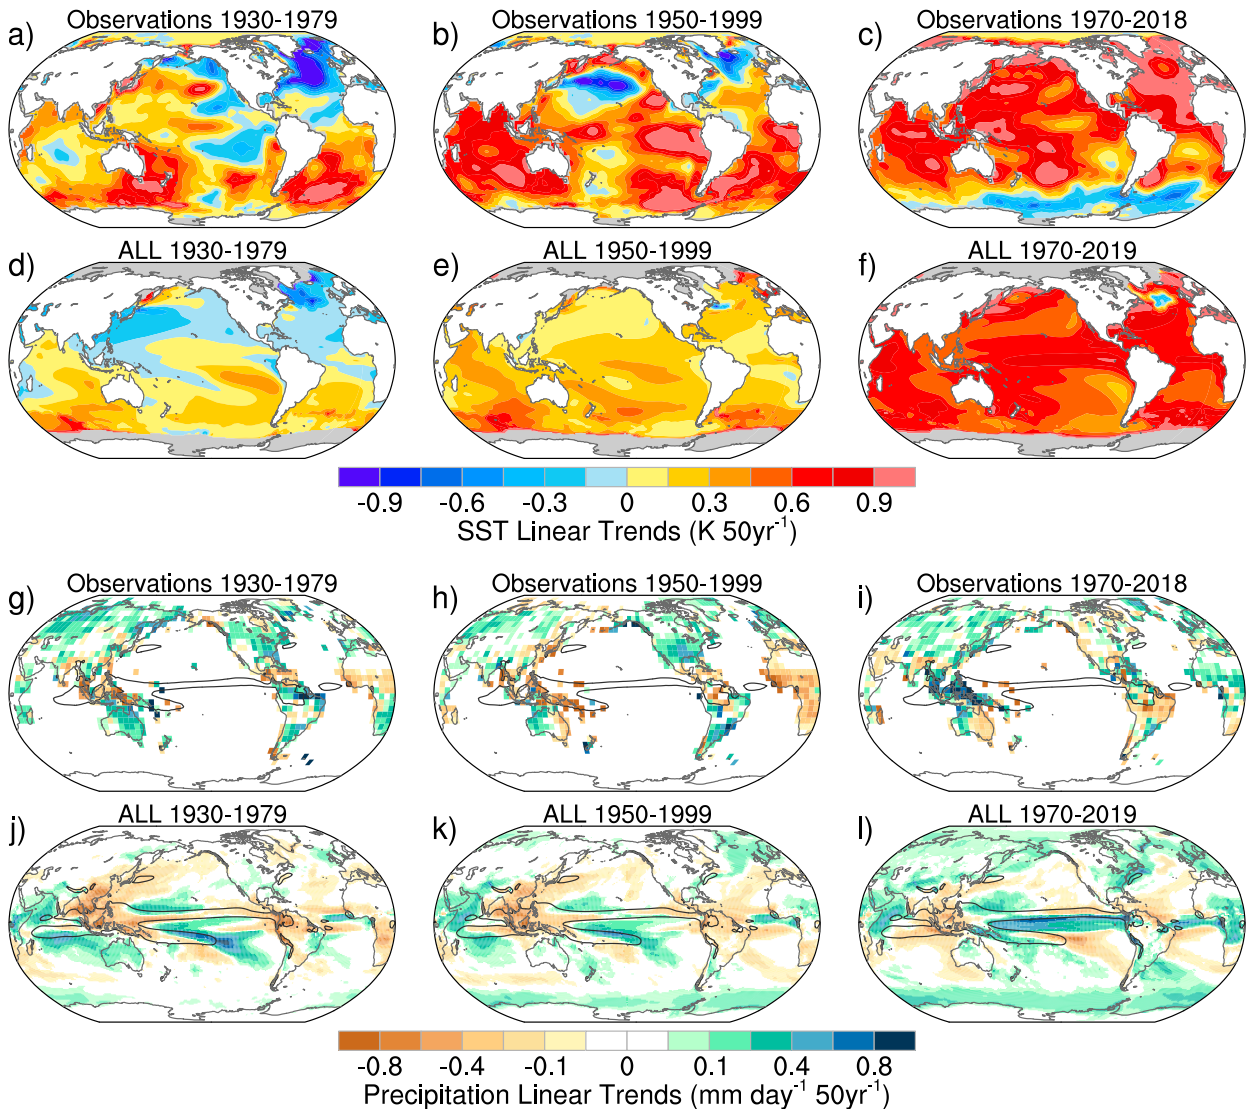 Observations 1930-1979 Observations 1950-1999 Observations 1970-2018
a) b) c)
ALL 1930-1979 ALL 1950-1999 ALL 1970-2019
d) e) f)
-0.9 -0.6 -0.3 0 0.3 0.6 0.9
SST Linear Trends (K 50yr⁻¹)
Observations 1930-1979 Observations 1950-1999 Observations 1970-2018
g) h) i)
ALL 1930-1979 ALL 1950-1999 ALL 1970-2019
j) k) l)
-0.8 -0.4 -0.1 0 0.1 0.4 0.8
Precipitation Linear Trends (mm day⁻¹ 50yr⁻¹)